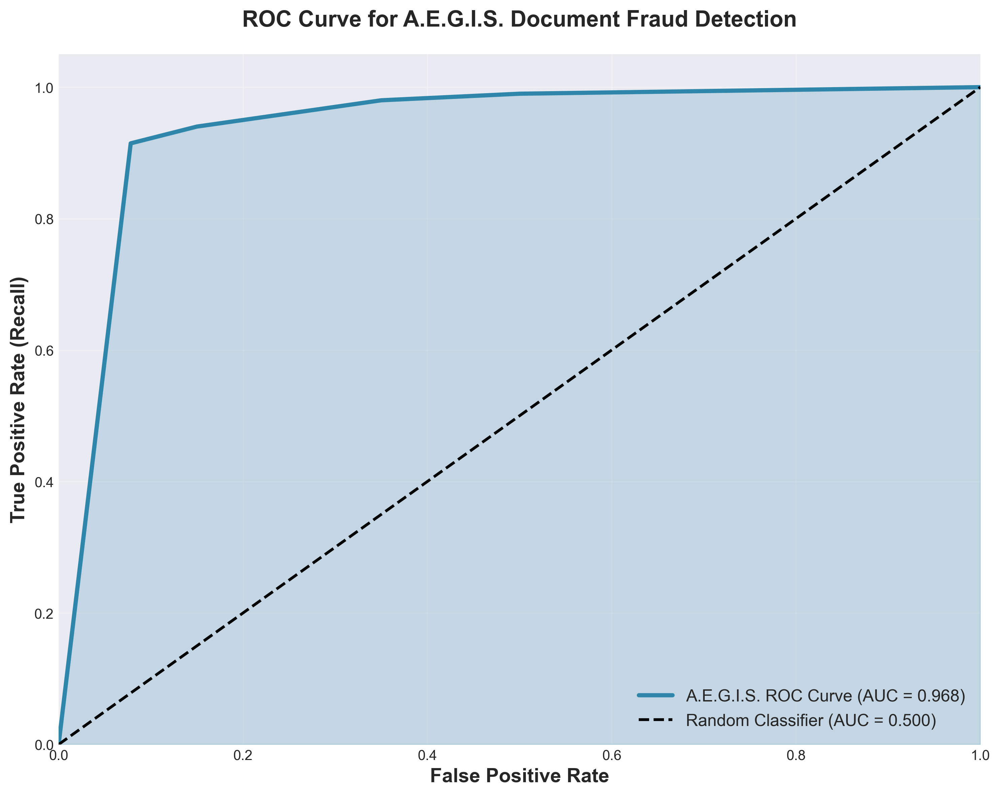 ROC Curve for A.E.G.I.S. Document Fraud Detection
True Positive Rate (Recall)
1.0
0.8
0.6
0.4
0.2
0.0
0.0 0.2 0.4 0.6 0.8 1.0
False Positive Rate
A.E.G.I.S. ROC Curve (AUC = 0.968)
Random Classifier (AUC = 0.500)